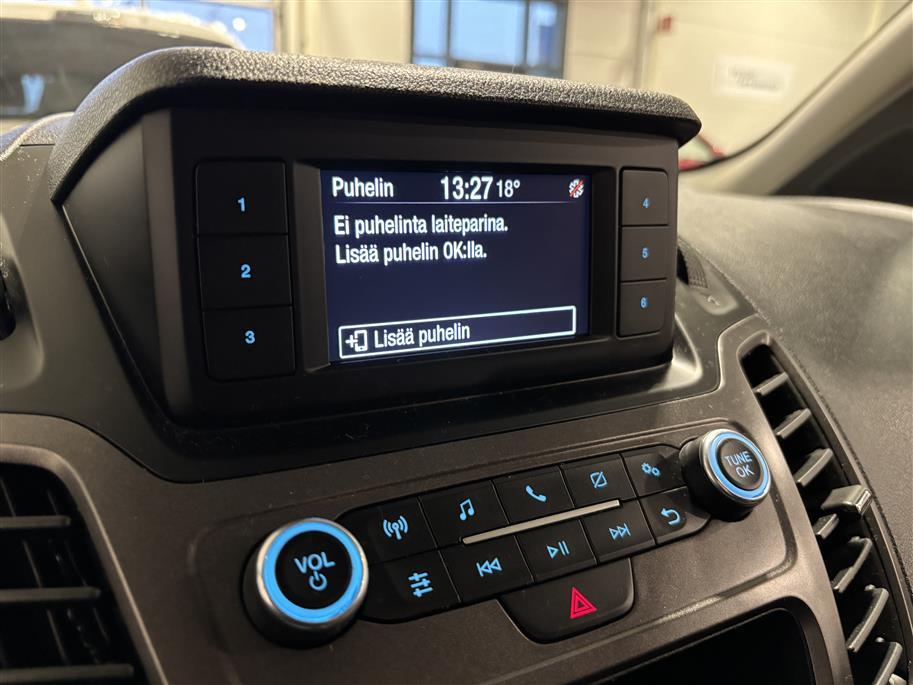 Puhelin 13:27 18°
SOS
Ei puhelinta laiteparina.
Lisää puhelin OK:lla.
Lisää puhelin
1
2
3
4
5
6
VOL
TUNE
OK